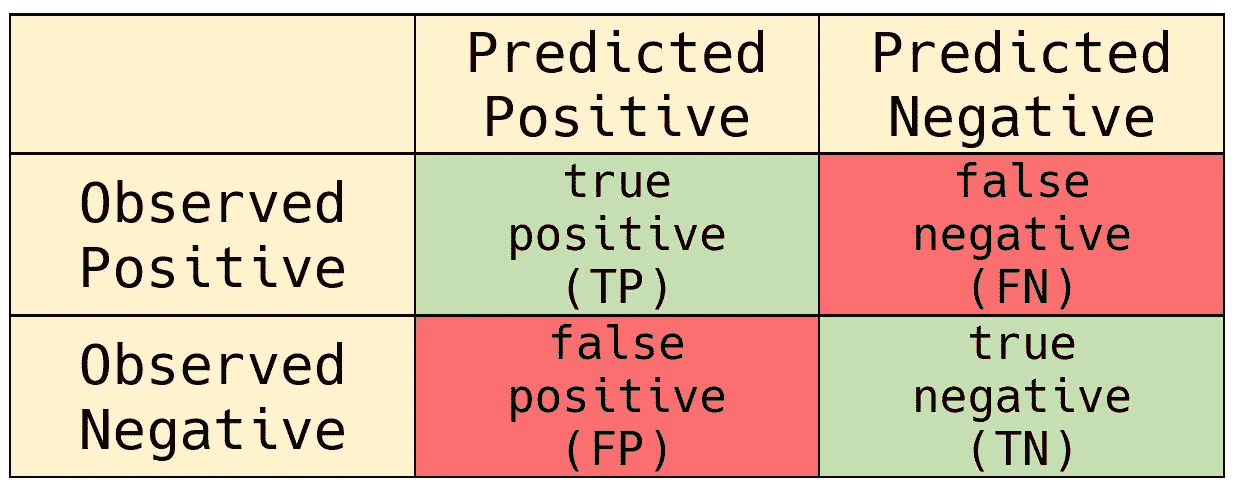 Predicted
Positive
Predicted
Negative
Observed
Positive
true
positive
(TP)
false
negative
(FN)
Observed
Negative
false
positive
(FP)
true
negative
(TN)